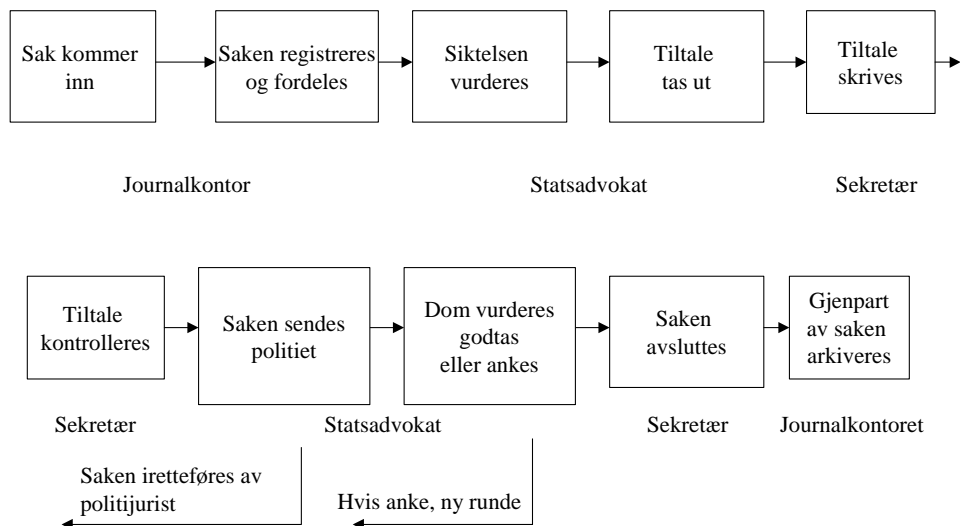 Sak kommer
inn
Saken registreres
og fordeles
Siktelsen
vurderes
Tiltale
tas ut
Tiltale
skrives
Journalkontor
Statsadvokat
Sekretær
Tiltale
kontrolleres
Saken sendes
politiet
Dom vurderes
godtas
eller ankes
Saken
avsluttes
Gjenpart
av saken
arkiveres
Sekretær
Statsadvokat
Sekretær
Journalkontoret
Saken iretteføres av
politijurist
Hvis anke, ny runde